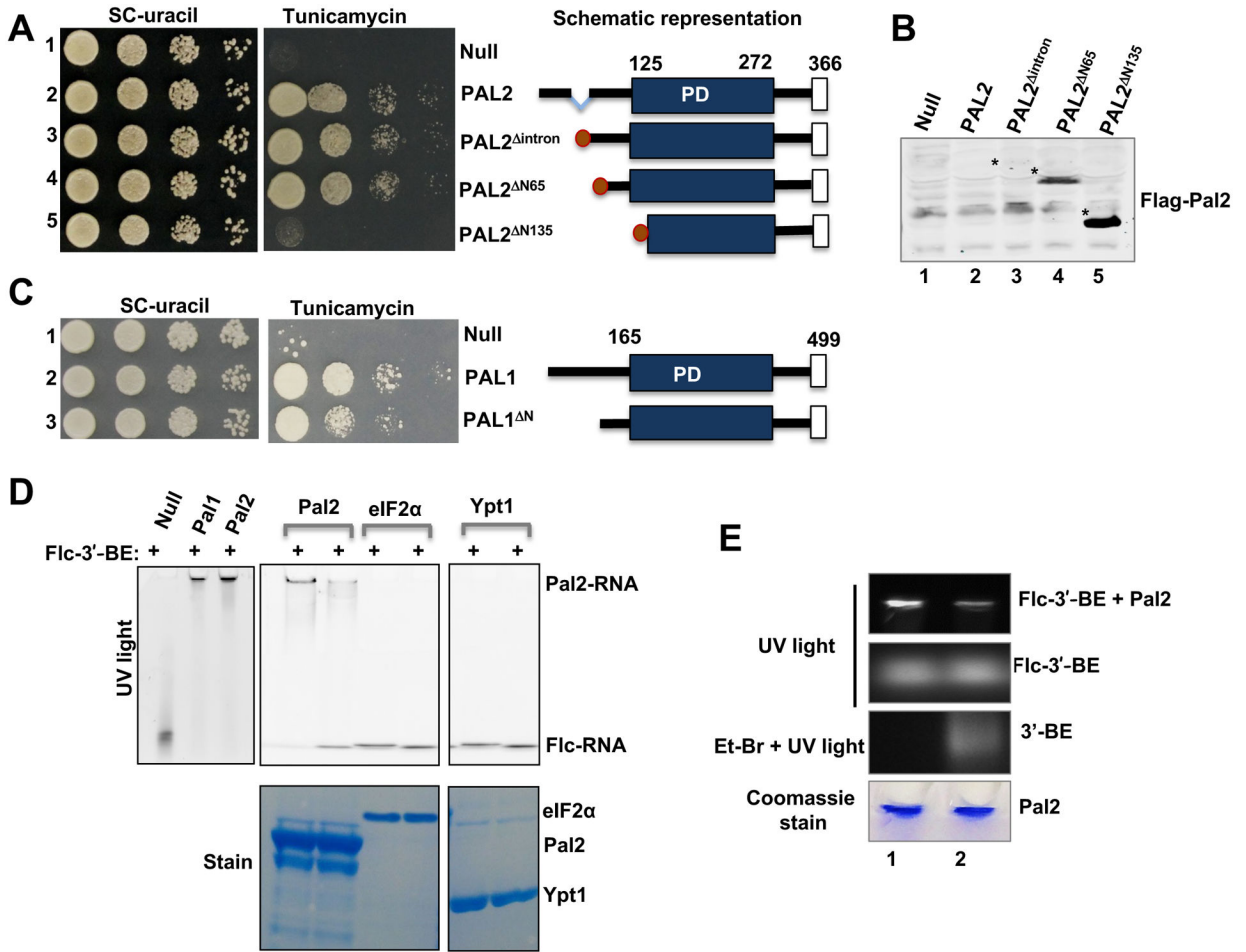 A
SC-uracil
Tunicamycin
Schematic representation
1
2
3
4
5
Null
PAL2
PAL2Δintron
PAL2ΔN65
PAL2ΔN135
125
272
366
PD
B
Null
PAL2
PAL2Δintron
PAL2ΔN65
PAL2ΔN135
*
*
*
Flag-Pal2
1 2 3 4 5
C
SC-uracil
Tunicamycin
1
2
3
Null
PAL1
PAL1ΔN
165
499
PD
D
Null
Pal1
Pal2
Pal2
eIF2α
Ypt1
Flc-3′-BE: + + + + + + + + +
UV light
Pal2-RNA
Flc-RNA
Stain
eIF2α
Pal2
Ypt1
E
UV light
Flc-3′-BE + Pal2
Flc-3′-BE
Et-Br + UV light
3′-BE
Coomassie
stain
Pal2
1 2